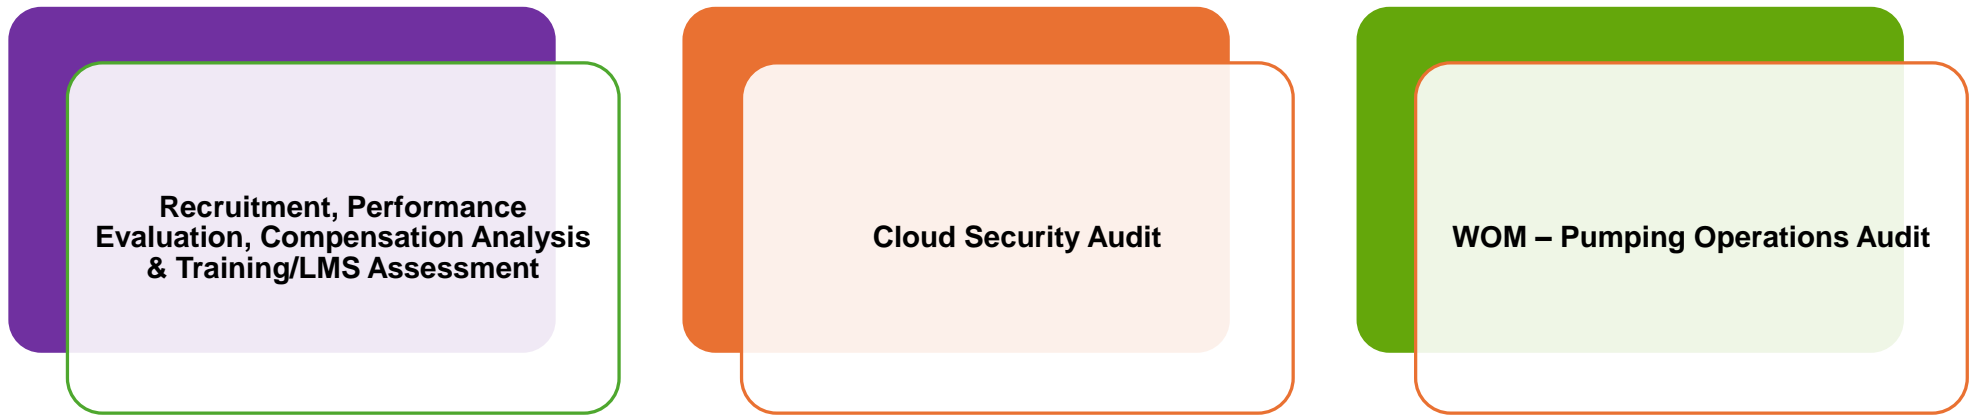 Recruitment, Performance
Evaluation, Compensation Analysis
& Training/LMS Assessment
Cloud Security Audit
WOM – Pumping Operations Audit